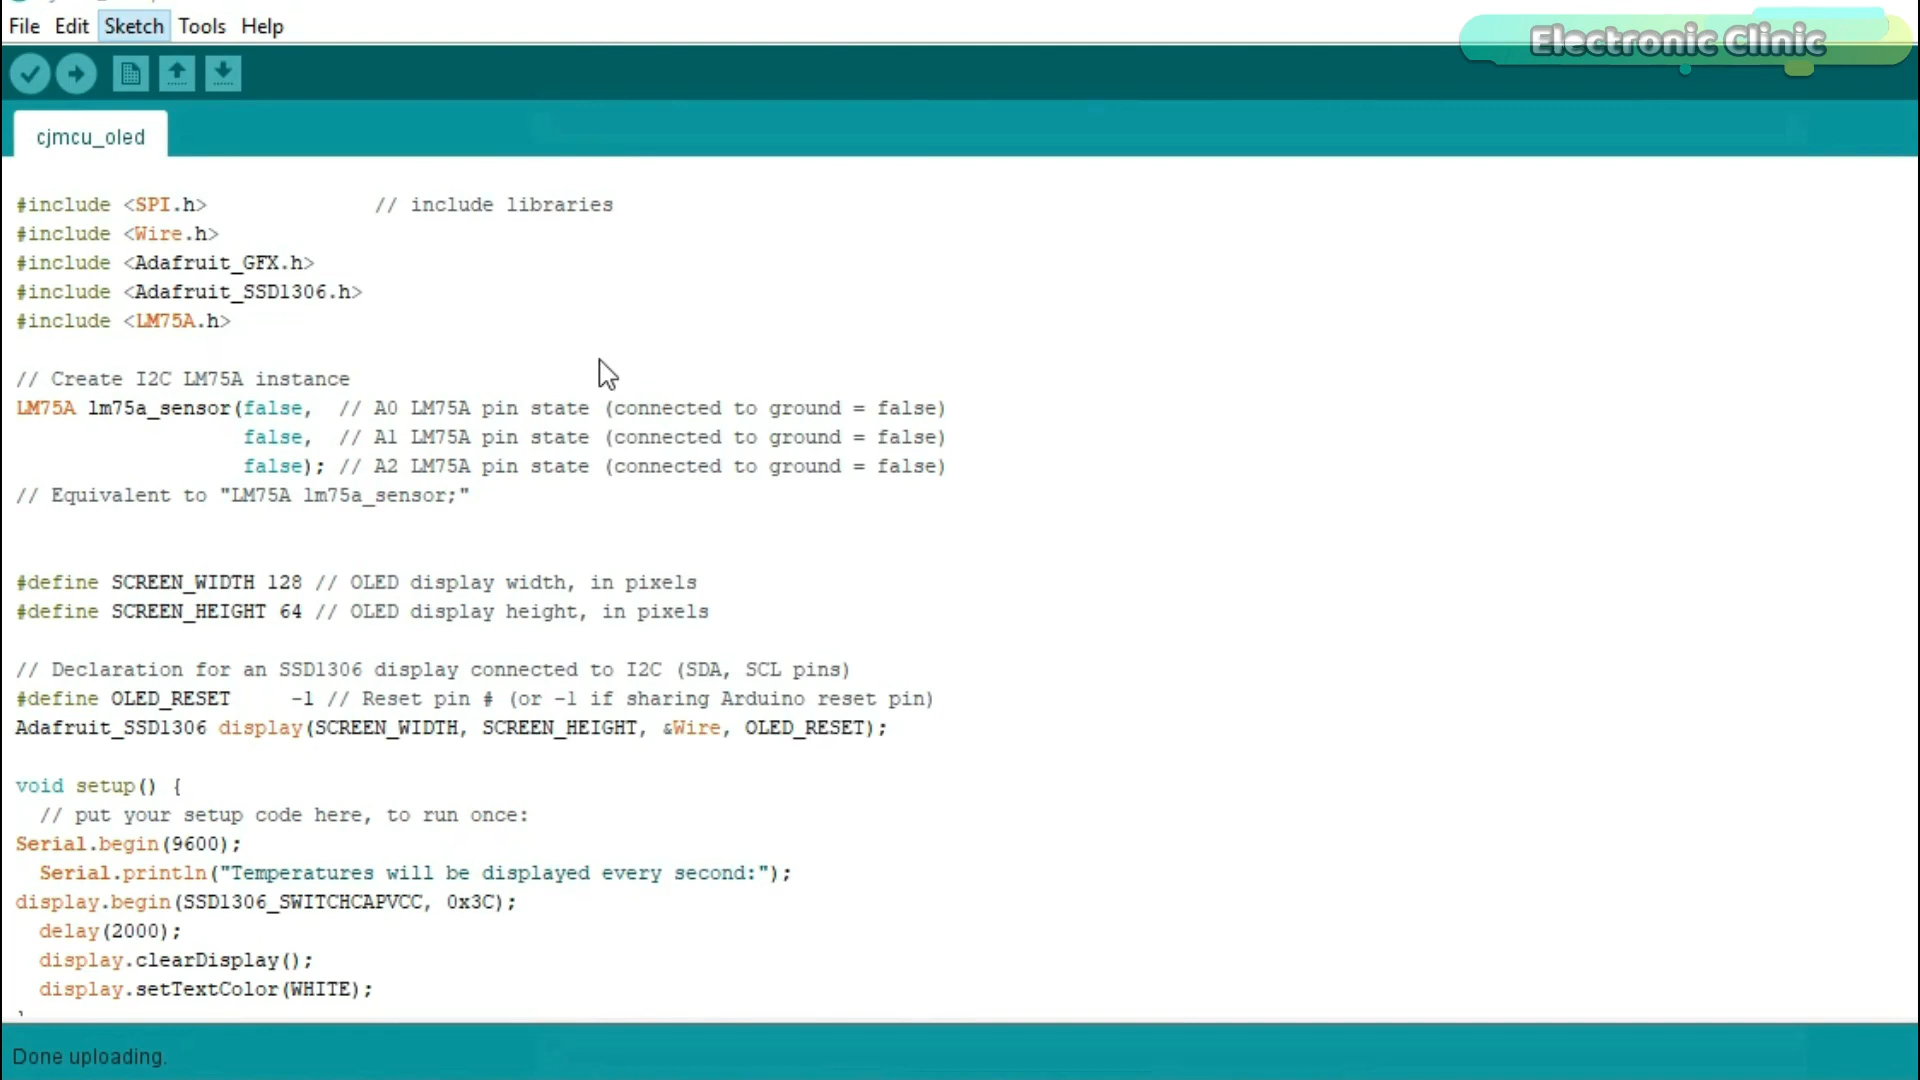 File Edit Sketch Tools Help
Electronic Clinic
cjmcu_oled
#include <SPI.h>              // include libraries
#include <Wire.h>
#include <Adafruit_GFX.h>
#include <Adafruit_SSD1306.h>
#include <LM75A.h>
// Create I2C LM75A instance
LM75A lm75a_sensor(false,  // A0 LM75A pin state (connected to ground = false)
                   false,  // A1 LM75A pin state (connected to ground = false)
                   false); // A2 LM75A pin state (connected to ground = false)
// Equivalent to "LM75A lm75a_sensor;"
#define SCREEN_WIDTH 128 // OLED display width, in pixels
#define SCREEN_HEIGHT 64 // OLED display height, in pixels
// Declaration for an SSD1306 display connected to I2C (SDA, SCL pins)
#define OLED_RESET     -1 // Reset pin # (or -1 if sharing Arduino reset pin)
Adafruit_SSD1306 display(SCREEN_WIDTH, SCREEN_HEIGHT, &Wire, OLED_RESET);
void setup() {
  // put your setup code here, to run once:
Serial.begin(9600);
  Serial.println("Temperatures will be displayed every second:");
display.begin(SSD1306_SWITCHCAPVCC, 0x3C);
  delay(2000);
  display.clearDisplay();
  display.setTextColor(WHITE);
Done uploading.